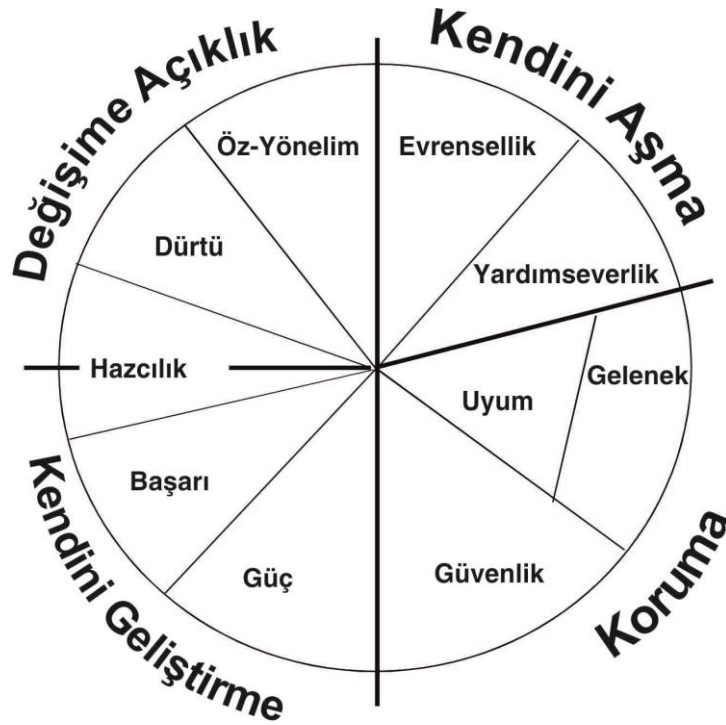 Değişime Açıklık
Kendini Aşma
Öz-Yönelim
Evrensellik
Dürtü
Yardımseverlik
Hazcılık
Uyum
Gelenek
Başarı
Güç
Güvenlik
Kendini Geliştirme
Koruma